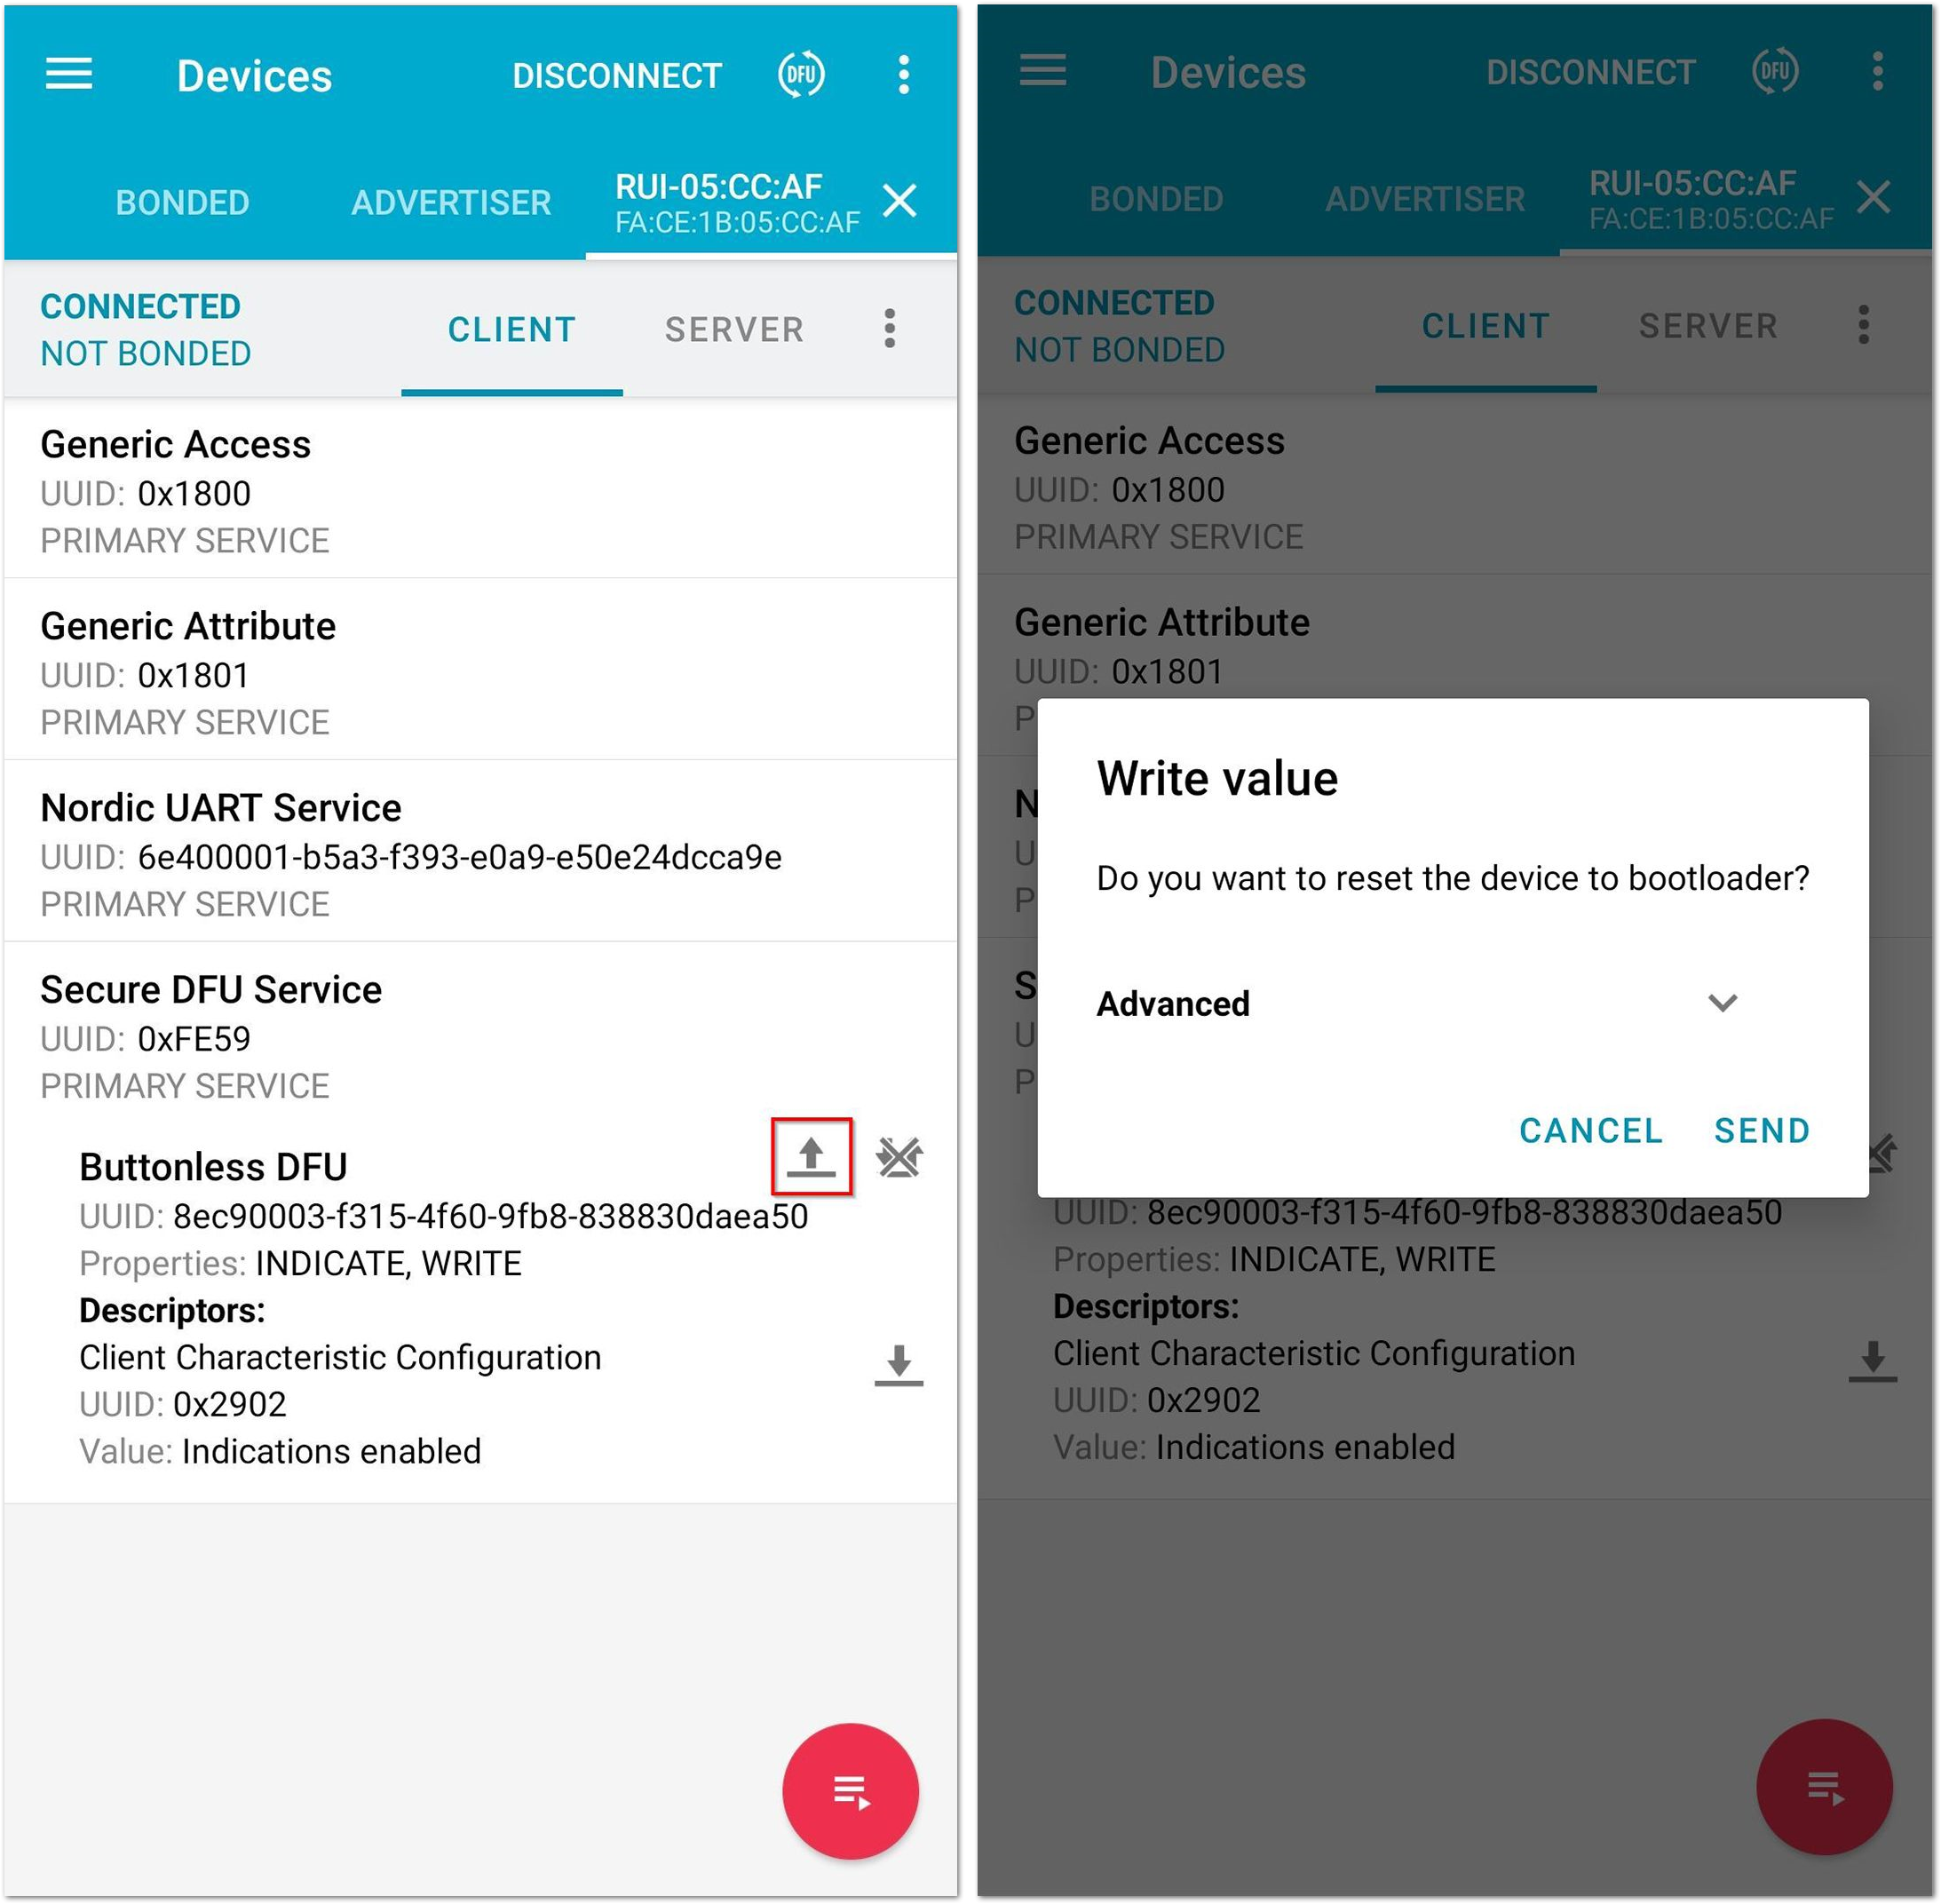 Devices DISCONNECT DFU
BONDED ADVERTISER RUI-05:CC:AF
FA:CE:1B:05:CC:AF
CONNECTED
NOT BONDED
CLIENT SERVER
Generic Access
UUID: 0x1800
PRIMARY SERVICE
Generic Attribute
UUID: 0x1801
PRIMARY SERVICE
Nordic UART Service
UUID: 6e400001-b5a3-f393-e0a9-e50e24dcca9e
PRIMARY SERVICE
Secure DFU Service
UUID: 0xFE59
PRIMARY SERVICE
Buttonless DFU
UUID: 8ec90003-f315-4f60-9fb8-838830daea50
Properties: INDICATE, WRITE
Descriptors:
Client Characteristic Configuration
UUID: 0x2902
Value: Indications enabled
Devices DISCONNECT DFU
BONDED ADVERTISER RUI-05:CC:AF
FA:CE:1B:05:CC:AF
CONNECTED
NOT BONDED
CLIENT SERVER
Generic Access
UUID: 0x1800
PRIMARY SERVICE
Generic Attribute
UUID: 0x1801
P
N
U
P
S
U
P
Write value
Do you want to reset the device to bootloader?
Advanced
CANCEL SEND
UUID: 8ec90003-f315-4f60-9fb8-838830daea50
Properties: INDICATE, WRITE
Descriptors:
Client Characteristic Configuration
UUID: 0x2902
Value: Indications enabled